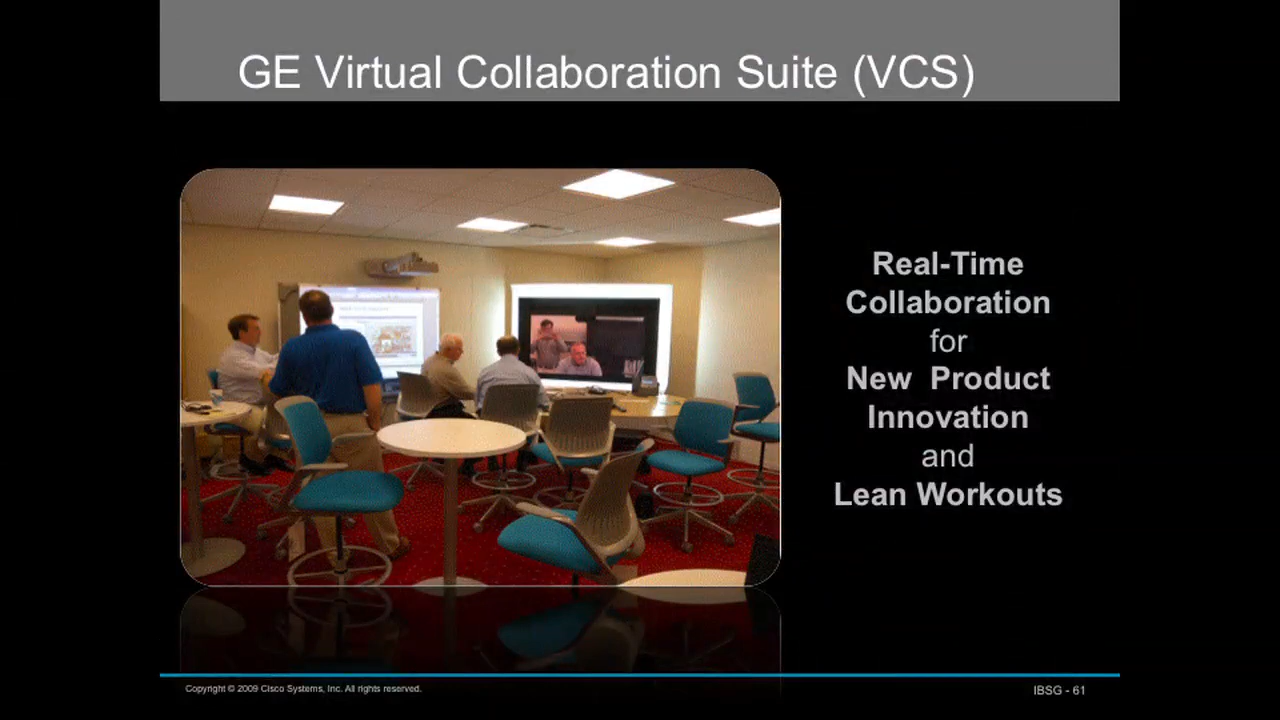 GE Virtual Collaboration Suite (VCS)
Real-Time
Collaboration
for
New Product
Innovation
and
Lean Workouts
Copyright © 2009 Cisco Systems, Inc. All rights reserved.
IBSG - 61